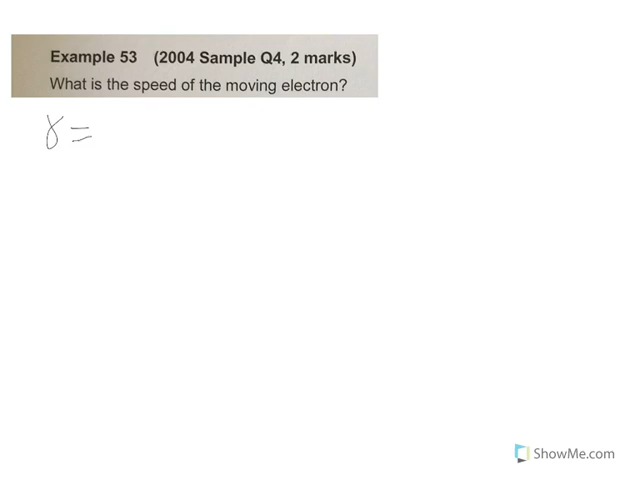 Example 53 (2004 Sample Q4, 2 marks)
What is the speed of the moving electron?
γ =
ShowMe.com